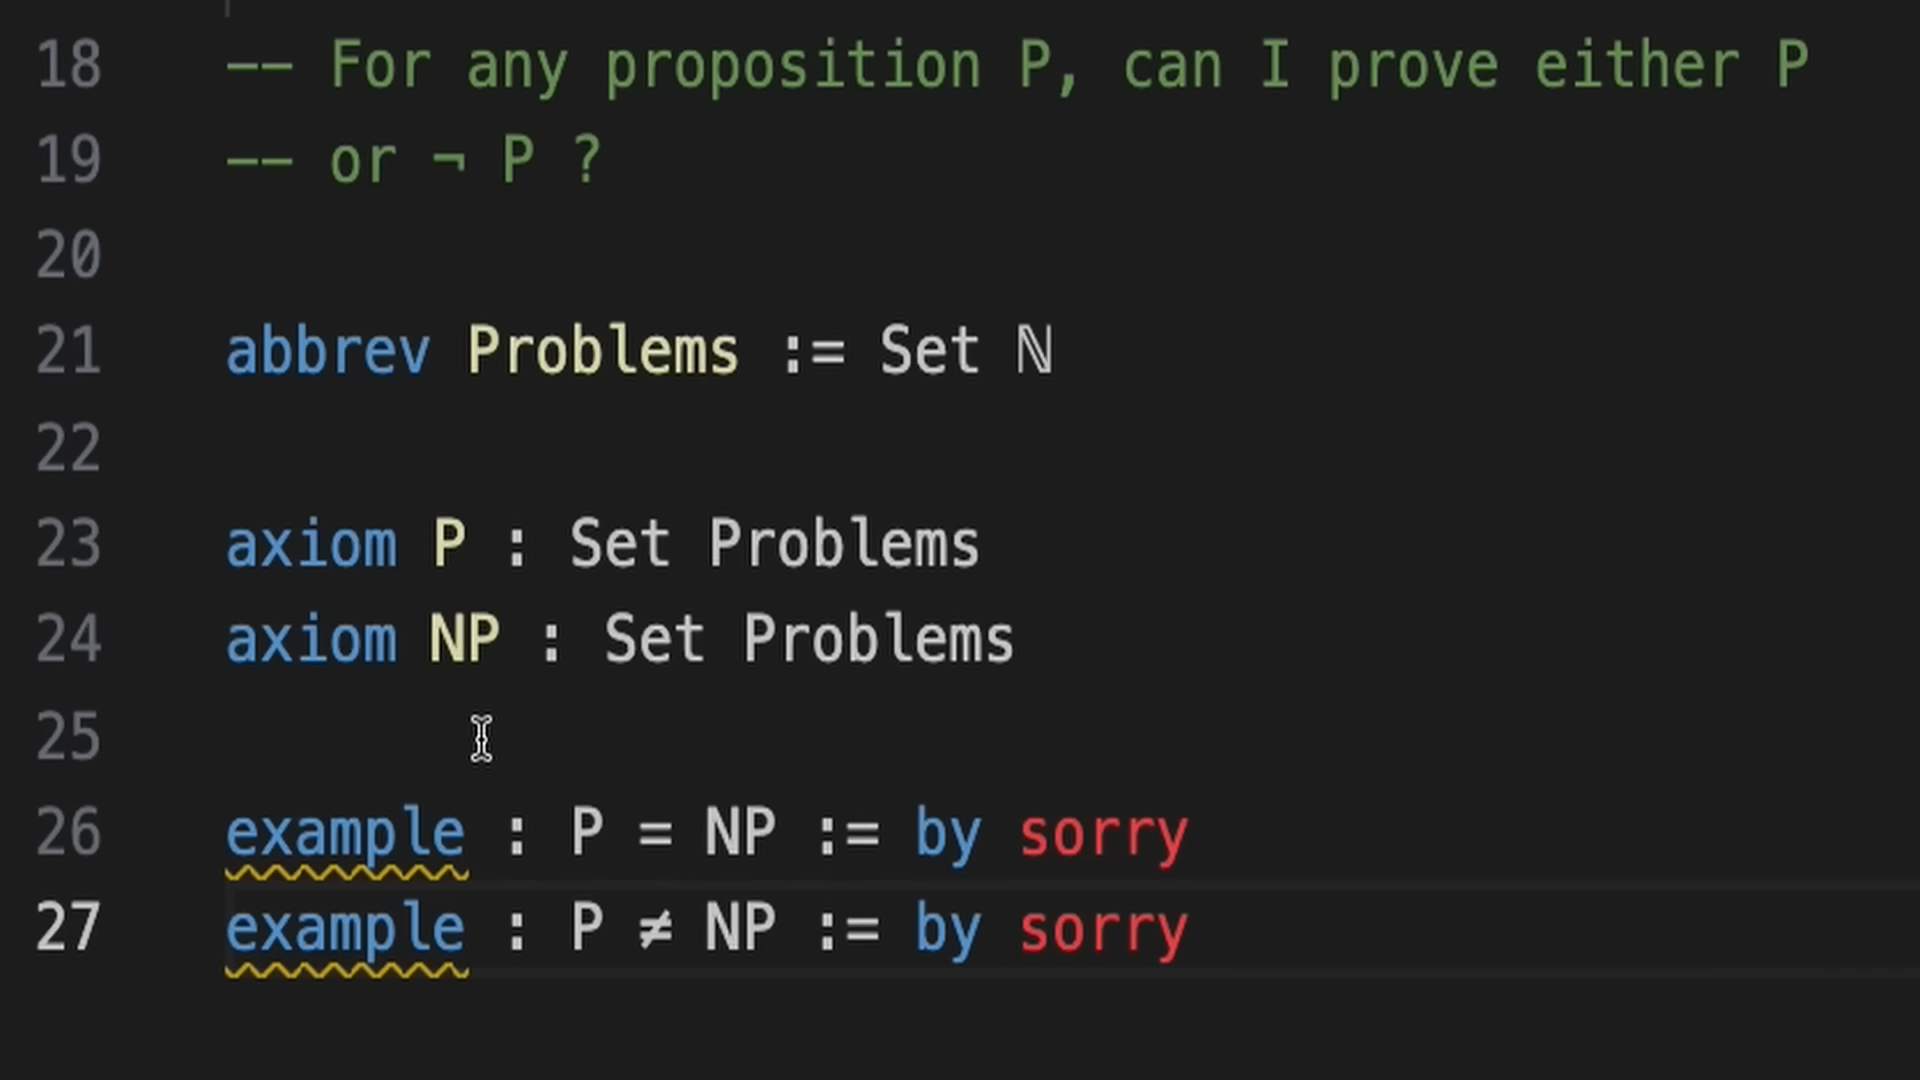 18 -- For any proposition P, can I prove either P
19 -- or ¬ P ?
20
21 abbrev Problems := Set ℕ
22
23 axiom P : Set Problems
24 axiom NP : Set Problems
25
26 example : P = NP := by sorry
27 example : P ≠ NP := by sorry